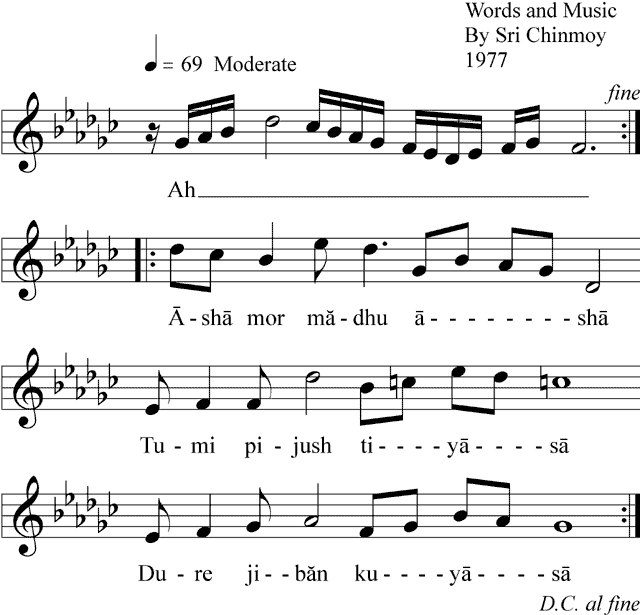 Words and Music
By Sri Chinmoy
1977
= 69 Moderate
fine
Ah
Ā - shā mor mă - dhu ā - - - - - - - - shā
Tu - mi pi - jush ti - - - - yā - - - - - sā
Du - re ji - băn ku - - - - yā - - - - - sā
D.C. al fine